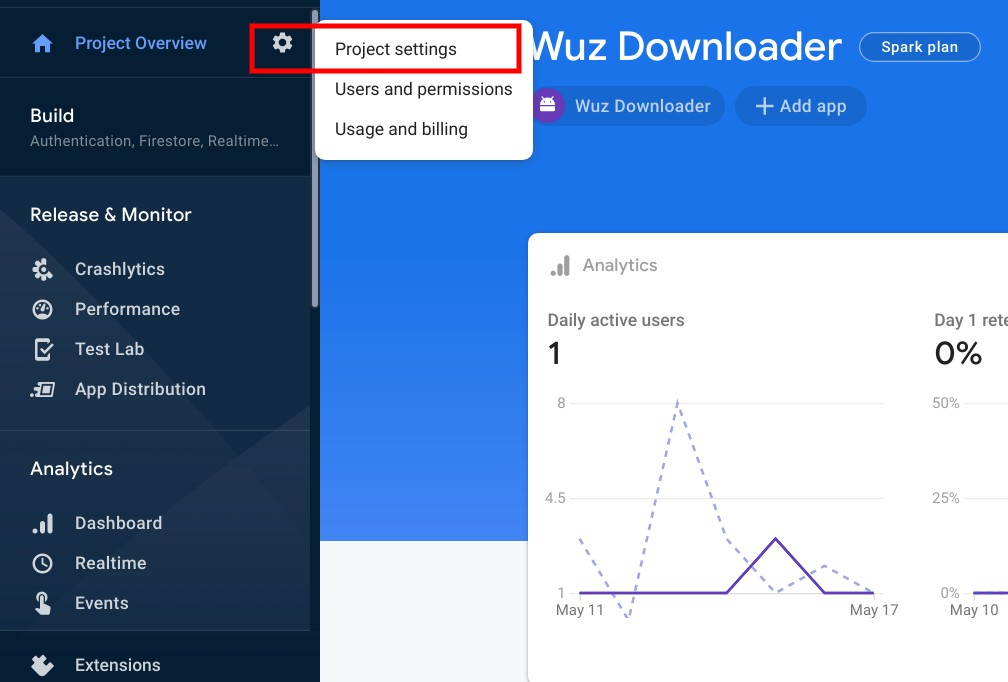 Project Overview
Project settings
Users and permissions
Usage and billing
Wuz Downloader
Spark plan
Wuz Downloader
Add app
Build
Authentication, Firestore, Realtime...
Release & Monitor
Crashlytics
Performance
Test Lab
App Distribution
Analytics
Dashboard
Realtime
Events
Extensions
Analytics
Daily active users
1
8
4.5
1
May 11
May 17
Day 1 rete
0%
50%
25%
0%
May 10